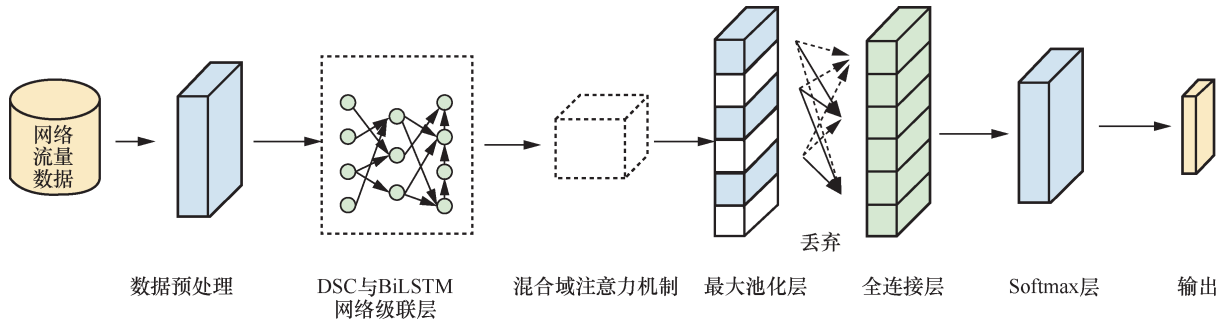 网络
流量
数据
丢弃
数据预处理
DSC与BiLSTM
网络级联层
混合域注意力机制
最大池化层
全连接层
Softmax层
输出